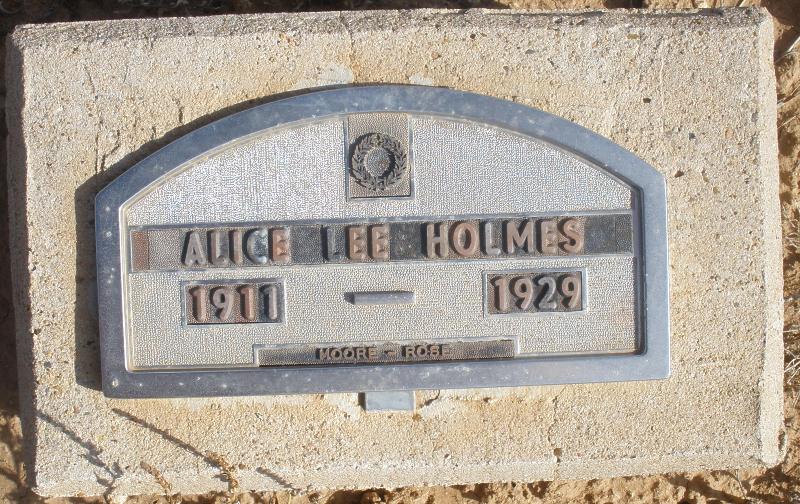 ALICE LEE HOLMES
1911 — 1929
MOORE - ROSE